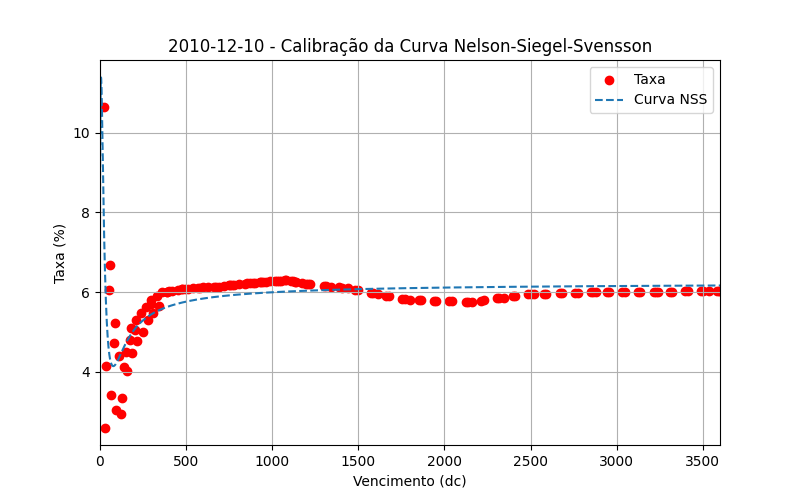 2010-12-10 - Calibração da Curva Nelson-Siegel-Svensson
Taxa
Curva NSS
Taxa (%)
10
8
6
4
0 500 1000 1500 2000 2500 3000 3500
Vencimento (dc)